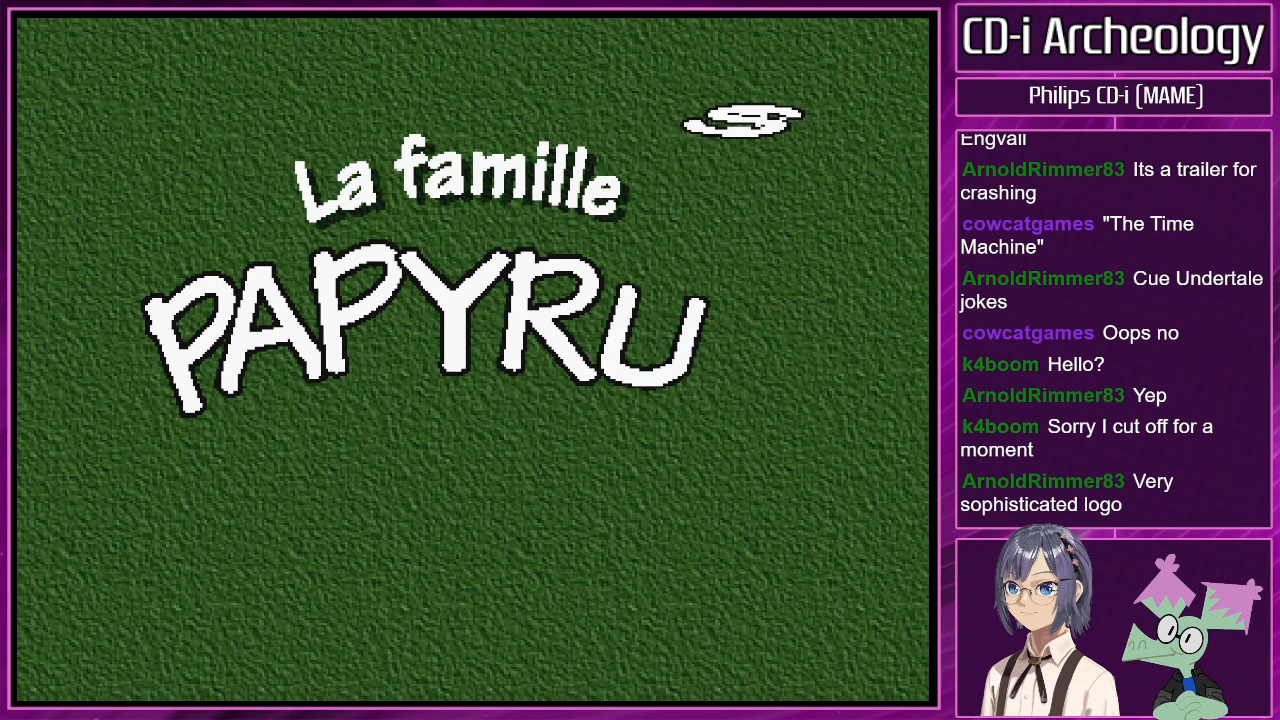 La famille
PAPYRU
CD-i Archeology
Philips CD-i (MAME)
Engvall
ArnoldRimmer83 Its a trailer for
crashing
cowcatgames "The Time
Machine"
ArnoldRimmer83 Cue Undertale
jokes
cowcatgames Oops no
k4boom Hello?
ArnoldRimmer83 Yep
k4boom Sorry I cut off for a
moment
ArnoldRimmer83 Very
sophisticated logo